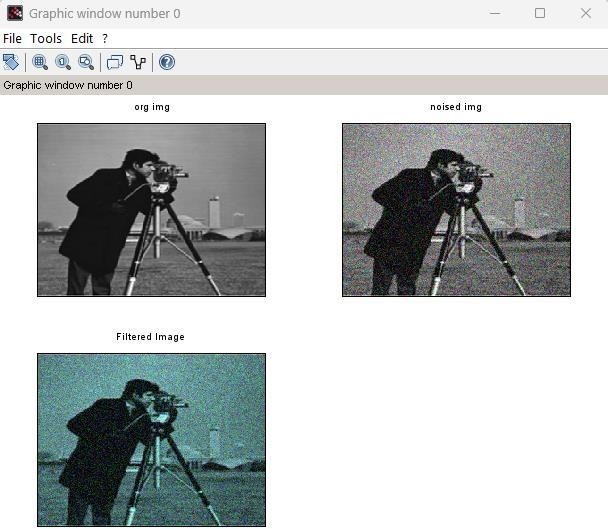 Graphic window number 0
File Tools Edit ?
Graphic window number 0
org img
noised img
Filtered Image